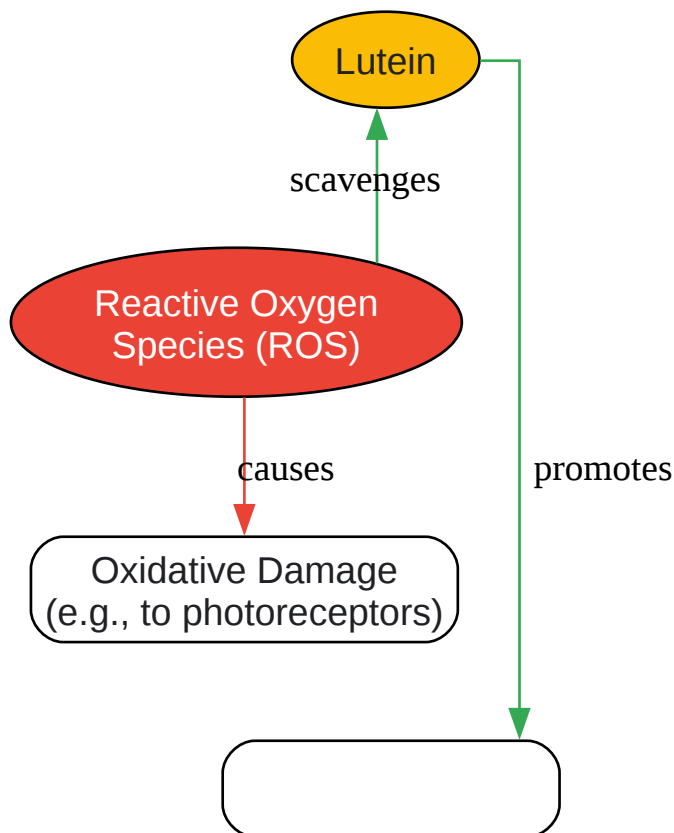 Lutein
scavenges
Reactive Oxygen
Species (ROS)
causes
promotes
Oxidative Damage
(e.g., to photoreceptors)